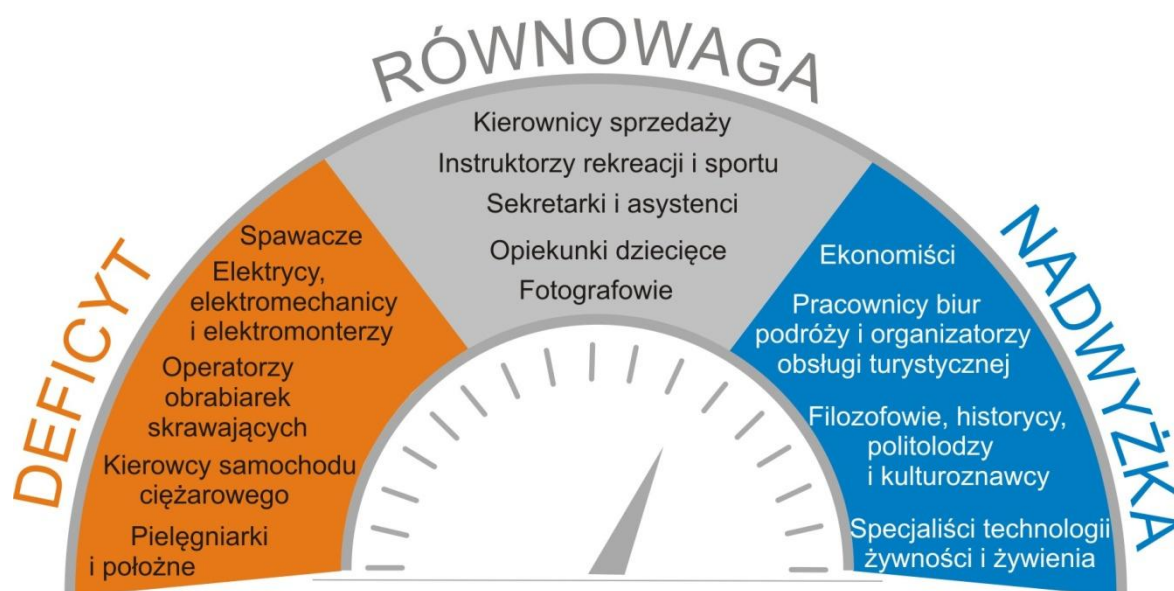 RÓWNOWAGA
Kierownicy sprzedaży
Instruktorzy rekreacji i sportu
Sekretarki i asystenci
Opiekunki dziecięce
Fotografowie
DEFICYT
Spawacze
Elektrycy,
elektromechanicy
i elektromonterzy
Operatorzy
obrabiarek
skrawających
Kierowcy samochodu
ciężarowego
Pielęgniarki
i położne
NADWYŻKA
Ekonomiści
Pracownicy biur
podróży i organizatorzy
obsługi turystycznej
Filozofowie, historycy,
politolodzy
i kulturoznawcy
Specjaliści technologii
żywności i żywienia